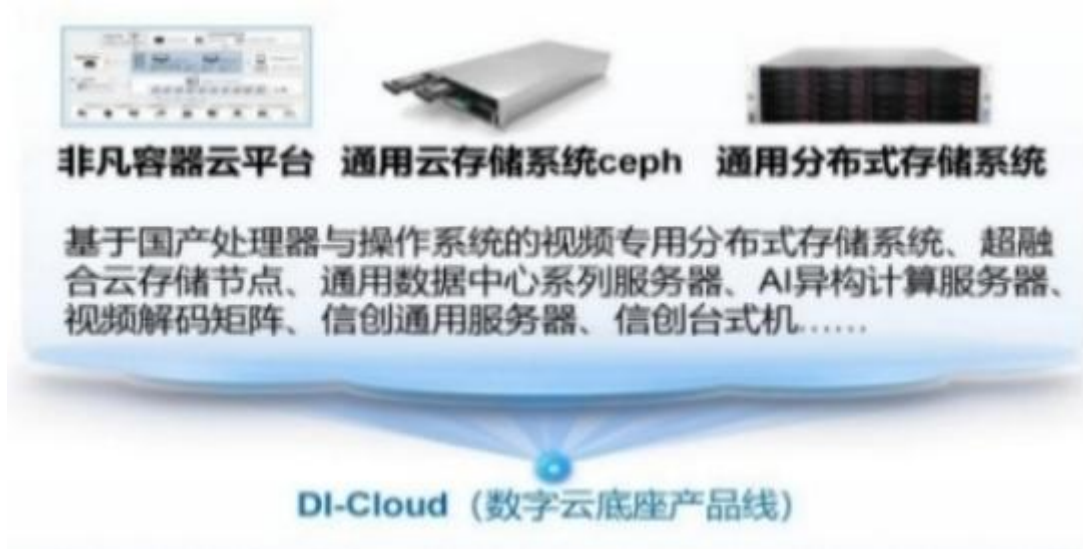 非凡容器云平台 通用云存储系统ceph 通用分布式存储系统
基于国产处理器与操作系统的视频专用分布式存储系统、超融
合云存储节点、通用数据中心系列服务器、AI异构计算服务器、
视频解码矩阵、信创通用服务器、信创台式机……
DI-Cloud（数字云底座产品线）